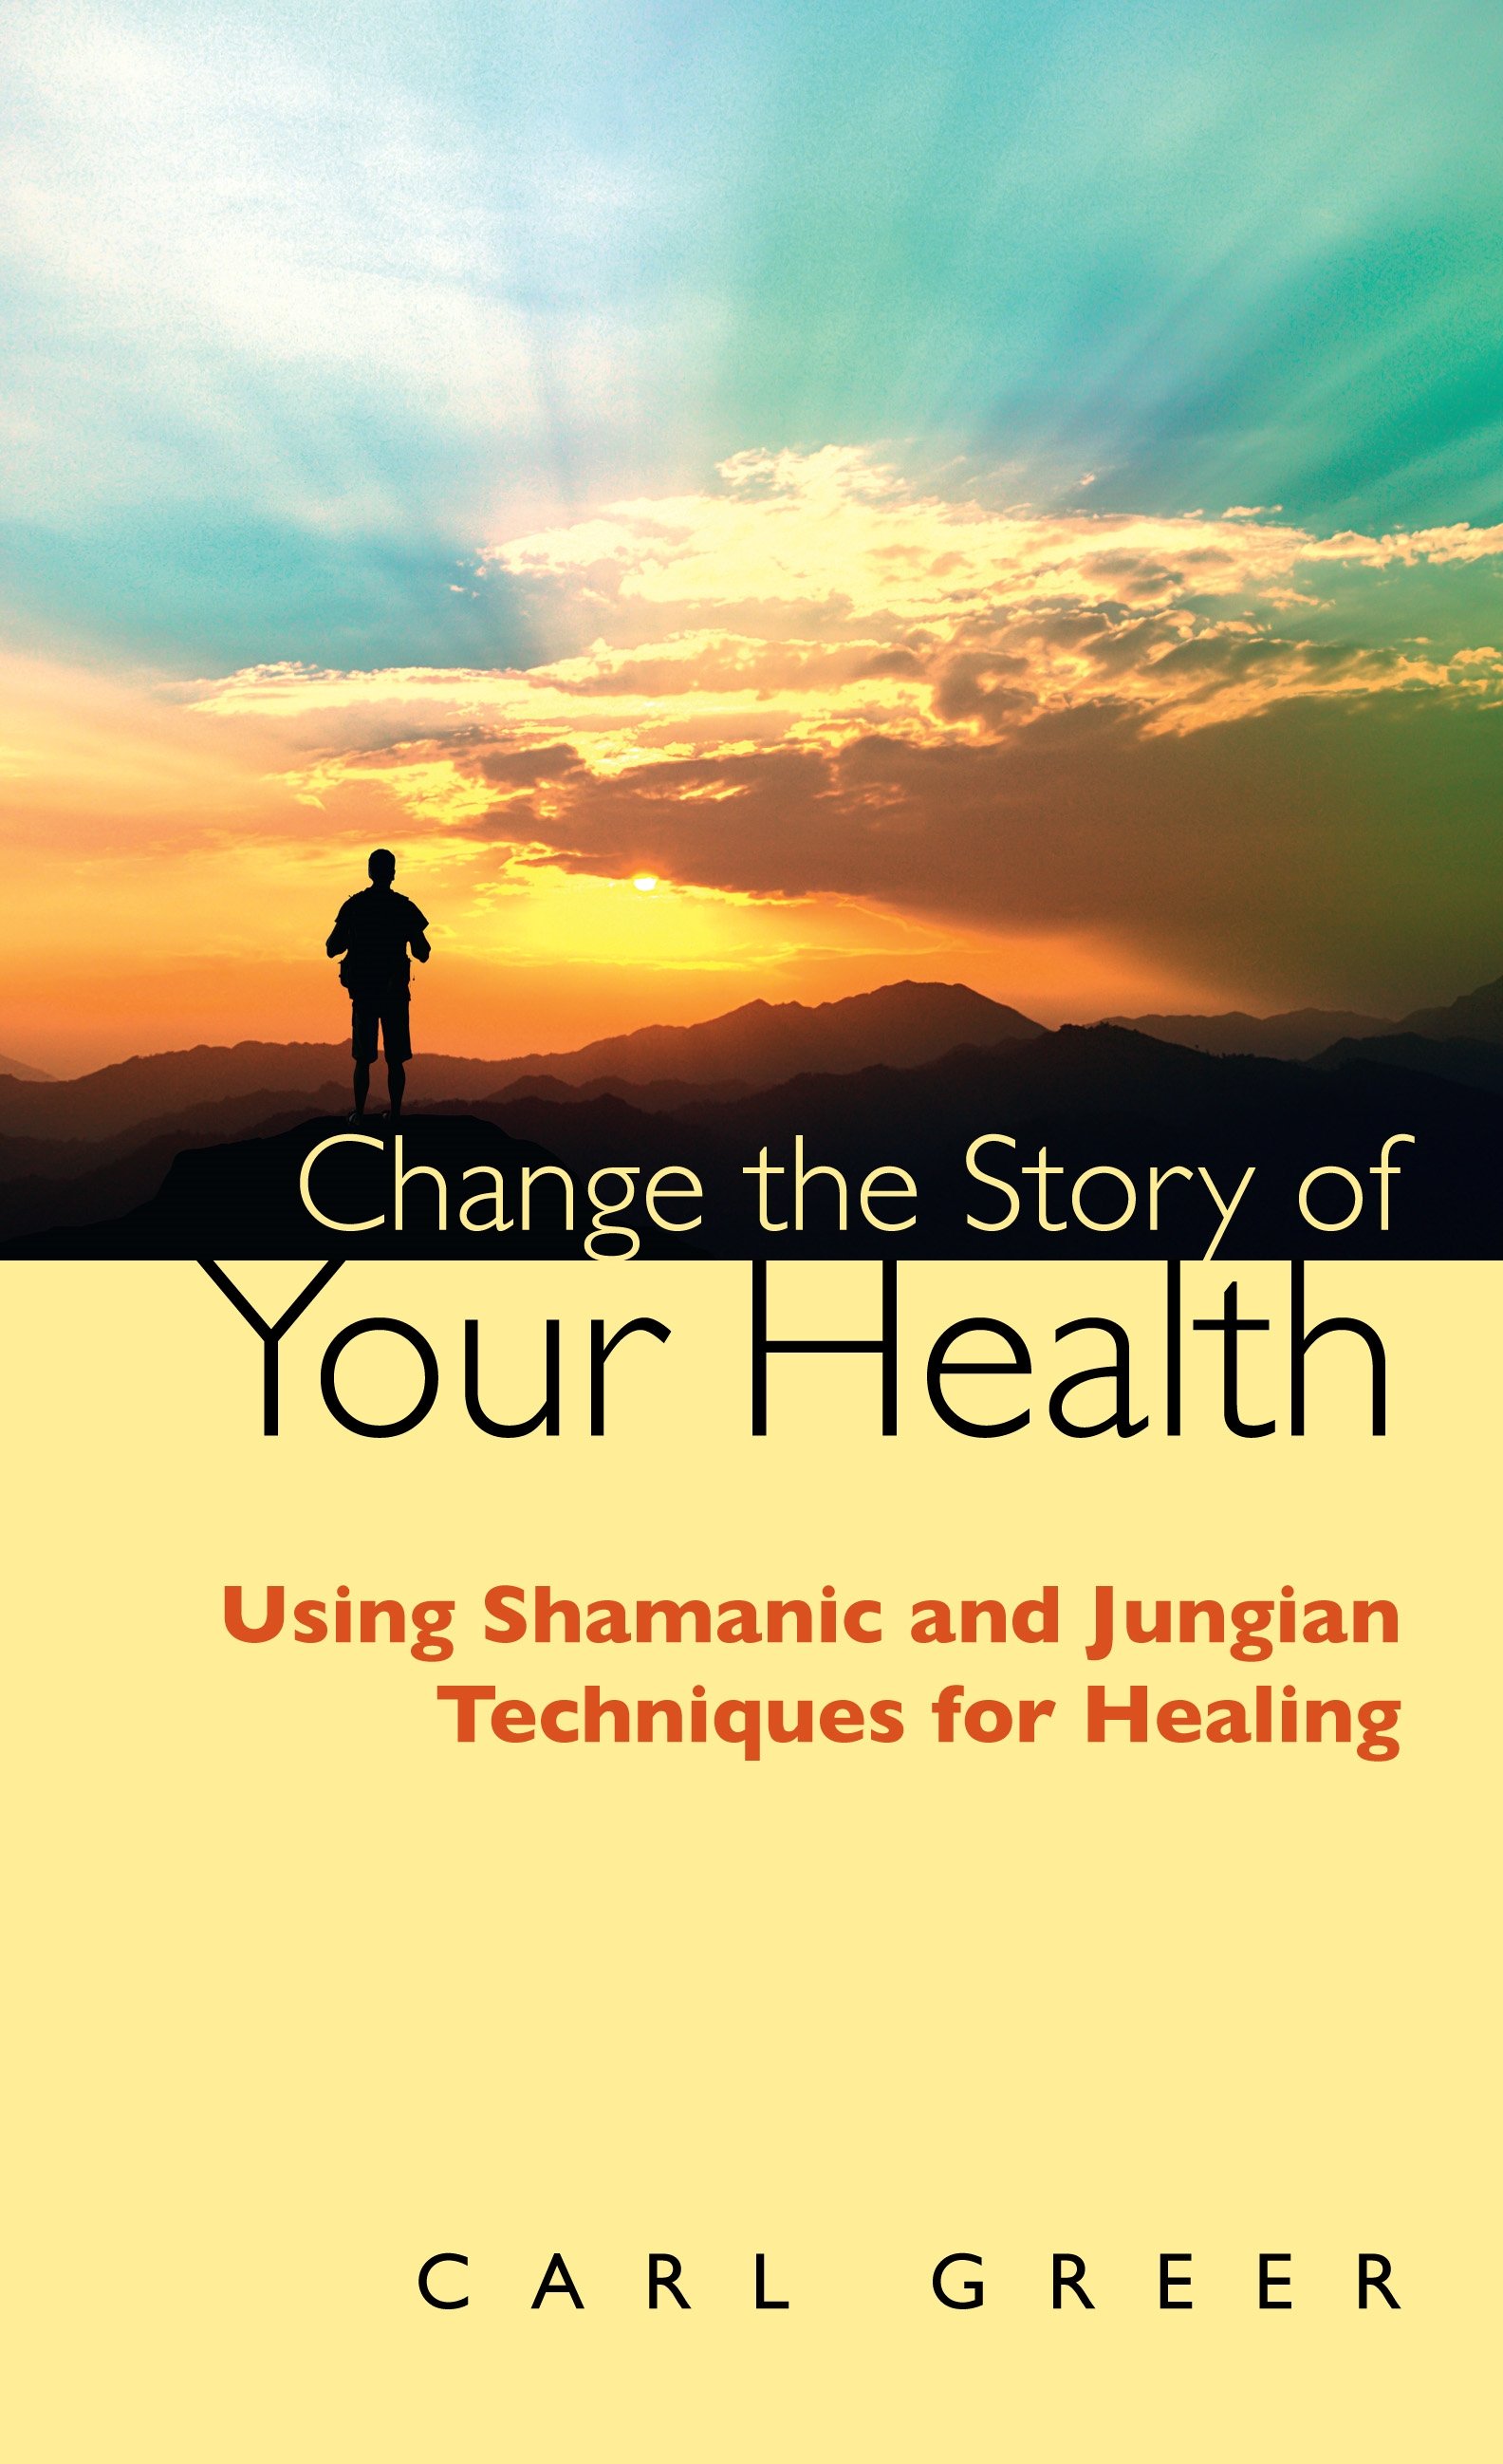 Change the Story of
Your Health
Using Shamanic and Jungian
Techniques for Healing
CARL GREER